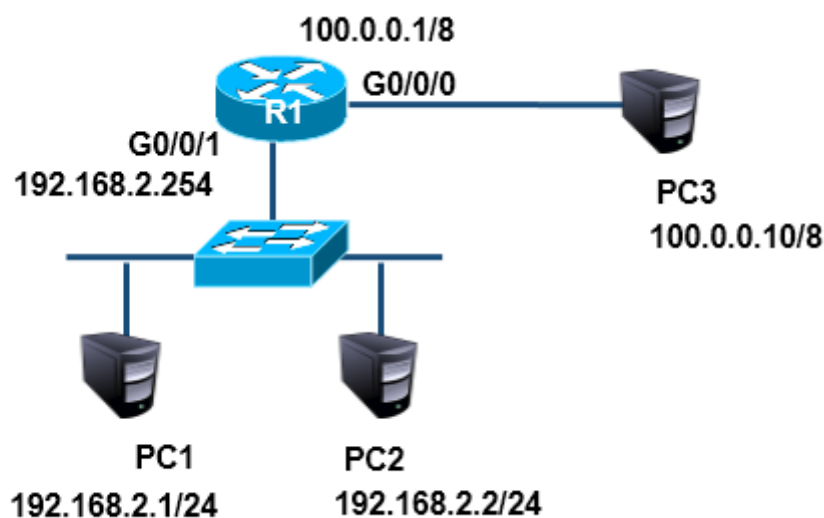 100.0.0.1/8
G0/0/0
R1
G0/0/1
192.168.2.254
PC3
100.0.0.10/8
PC1
192.168.2.1/24
PC2
192.168.2.2/24